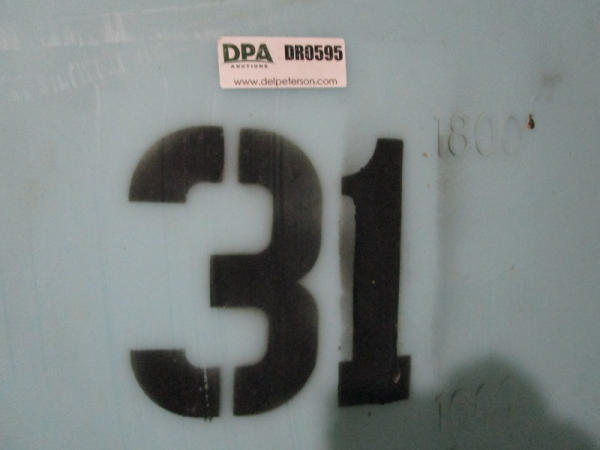 DPA DR0595
AUCTIONS
www.delpeterson.com
31
1800